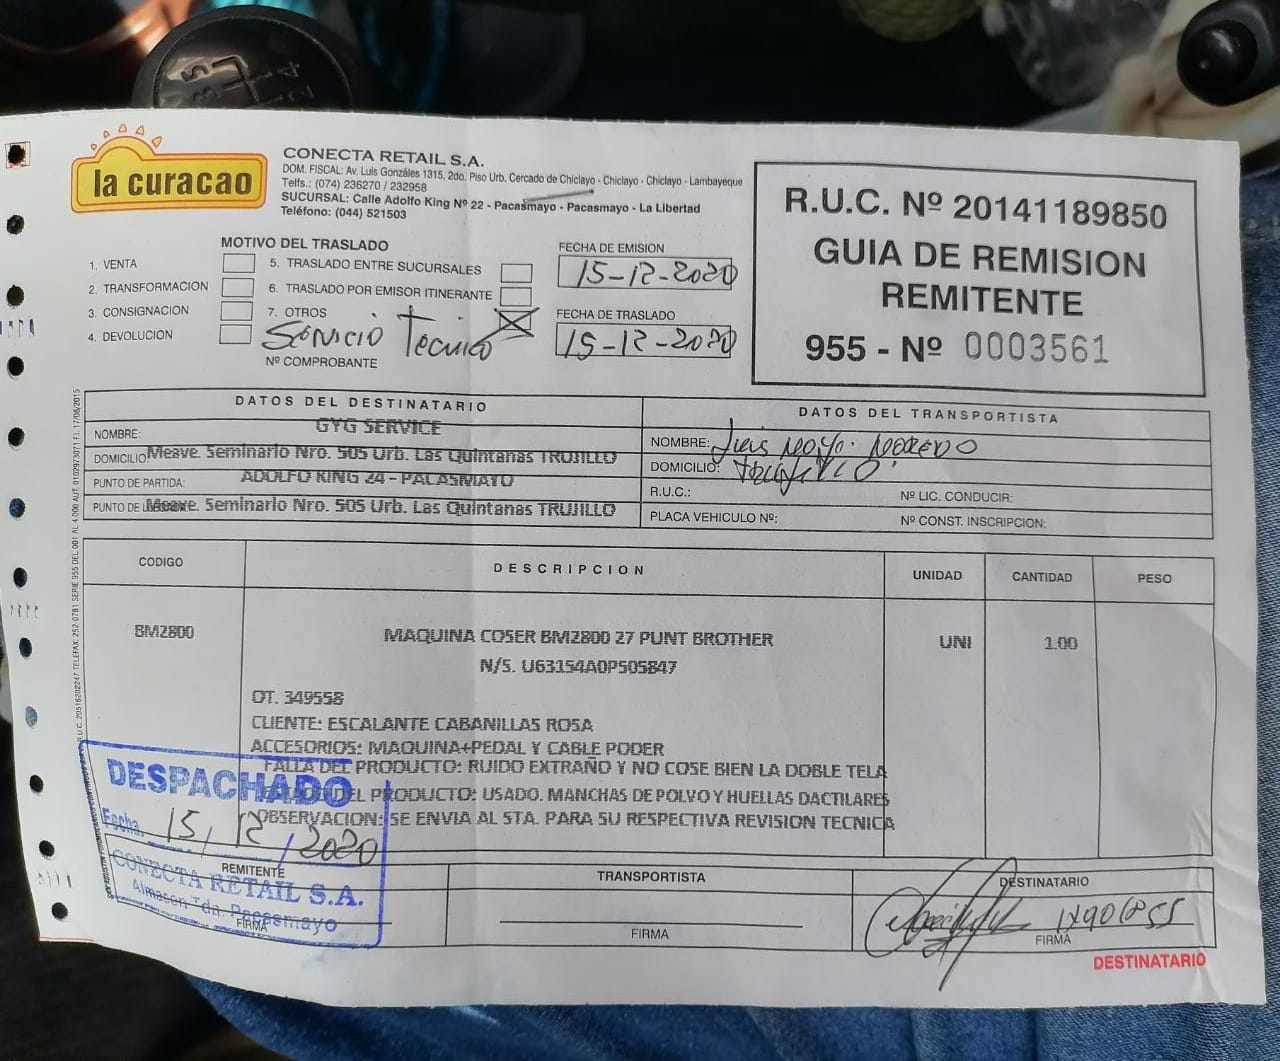 la curacao
CONECTA RETAIL S.A.
DOM. FISCAL: Av. Luis Gonzáles 1315, 2do. Piso Urb. Cercado de Chiclayo - Chiclayo - Chiclayo - Lambayeque
Telfs.: (074) 236270 / 232958
SUCURSAL: Calle Adolfo King Nº 22 - Pacasmayo - Pacasmayo - La Libertad
Teléfono: (044) 521503
R.U.C. Nº 20141189850
GUIA DE REMISION
REMITENTE
955 - Nº 0003561
MOTIVO DEL TRASLADO
1. VENTA
2. TRANSFORMACION
3. CONSIGNACION
4. DEVOLUCION
5. TRASLADO ENTRE SUCURSALES
6. TRASLADO POR EMISOR ITINERANTE
7. OTROS
Servicio Tecnico
Nº COMPROBANTE
FECHA DE EMISION
15-12-2020
FECHA DE TRASLADO
15-12-2020
DATOS DEL DESTINATARIO
NOMBRE: GYG SERVICE
DOMICILIO Meave. Seminario Nro. 505 Urb. Las Quintanas TRUJILLO
PUNTO DE PARTIDA: ADOLFO KING 24 - PACASMAYO
PUNTO DE Meave. Seminario Nro. 505 Urb. Las Quintanas TRUJILLO
DATOS DEL TRANSPORTISTA
NOMBRE: Luis Moreno
DOMICILIO: Trujillo
R.U.C.: Nº LIC. CONDUCIR:
PLACA VEHICULO Nº: Nº CONST. INSCRIPCION:
CODIGO DESCRIPCION UNIDAD CANTIDAD PESO
BM2800 MAQUINA COSER BM2800 27 PUNT BROTHER UNI 1.00
N/S. U63154A0P505847
OT. 349558
CLIENTE: ESCALANTE CABANILLAS ROSA
ACCESORIOS: MAQUINA+PEDAL Y CABLE PODER
FALLA DEL PRODUCTO: RUIDO EXTRAÑO Y NO COSE BIEN LA DOBLE TELA
DEL PRODUCTO: USADO. MANCHAS DE POLVO Y HUELLAS DACTILARES
OBSERVACION: SE ENVIA AL STA. PARA SU RESPECTIVA REVISION TECNICA
DESPACHADO
Fecha. 15/12/2020
CONECTA RETAIL S.A.
Almacen Tda. Pacasmayo
REMITENTE
FIRMA
TRANSPORTISTA
FIRMA
DESTINATARIO
FIRMA
DESTINATARIO